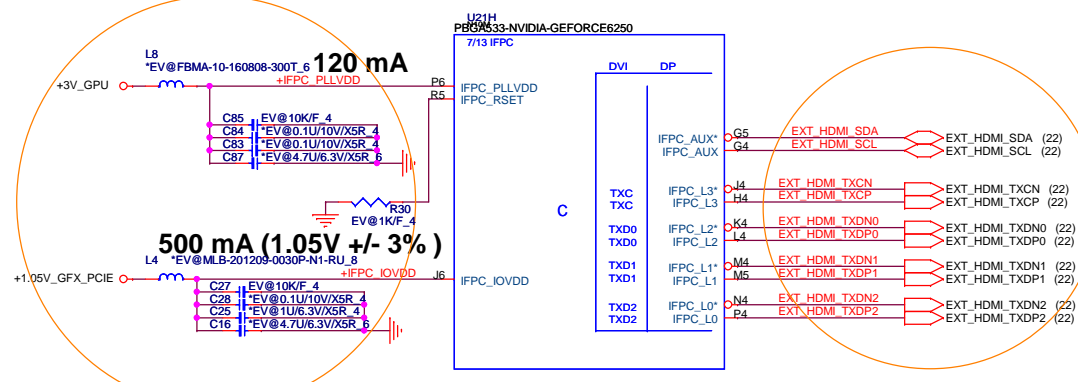 U21H
PBGA533-NVIDIA-GEFORCE6250
7/13 IFPC
L8
*EV@FBMA-10-160808-300T_6
120 mA
+3V_GPU
+IFPC_PLLVDD
P6
IFPC_PLLVDD
R5
IFPC_RSET
C85
EV@10K/F_4
C84
*EV@0.1U/10V/X5R_4
C83
*EV@0.1U/10V/X5R_4
C87
*EV@4.7U/6.3V/X5R_6
R30
EV@1K/F_4
500 mA (1.05V +/- 3% )
L4
*EV@MLB-201209-0030P-N1-RU_8
+1.05V_GFX_PCIE
+IFPC_IOVDD
J6
IFPC_IOVDD
C27
EV@10K/F_4
C28
*EV@0.1U/10V/X5R_4
C25
*EV@1U/6.3V/X5R_4
C16
*EV@4.7U/6.3V/X5R_6
C
DVI
DP
IFPC_AUX*
G5
EXT_HDMI_SDA
EXT_HDMI_SDA (22)
IFPC_AUX
G4
EXT_HDMI_SCL
EXT_HDMI_SCL (22)
TXC
IFPC_L3*
J4
EXT_HDMI_TXCN
EXT_HDMI_TXCN (22)
TXC
IFPC_L3
H4
EXT_HDMI_TXCP
EXT_HDMI_TXCP (22)
TXD0
IFPC_L2*
K4
EXT_HDMI_TXDN0
EXT_HDMI_TXDN0 (22)
TXD0
IFPC_L2
L4
EXT_HDMI_TXDP0
EXT_HDMI_TXDP0 (22)
TXD1
IFPC_L1*
M4
EXT_HDMI_TXDN1
EXT_HDMI_TXDN1 (22)
TXD1
IFPC_L1
M5
EXT_HDMI_TXDP1
EXT_HDMI_TXDP1 (22)
TXD2
IFPC_L0*
N4
EXT_HDMI_TXDN2
EXT_HDMI_TXDN2 (22)
TXD2
IFPC_L0
P4
EXT_HDMI_TXDP2
EXT_HDMI_TXDP2 (22)